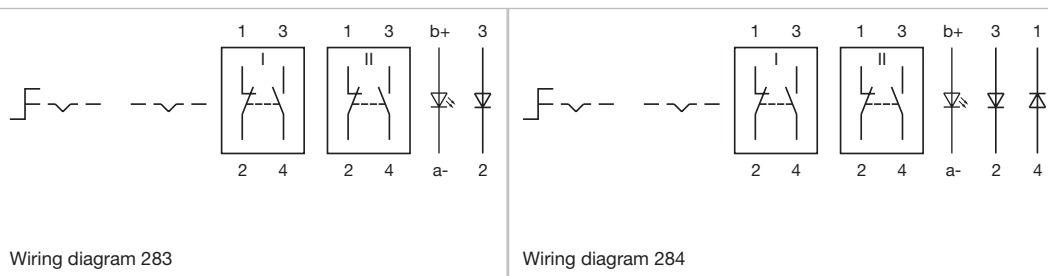 1 3 1 3 b+ 3
I II
2 4 2 4 a- 2
Wiring diagram 283
1 3 1 3 b+ 3 1
I II
2 4 2 4 a- 2 4
Wiring diagram 284